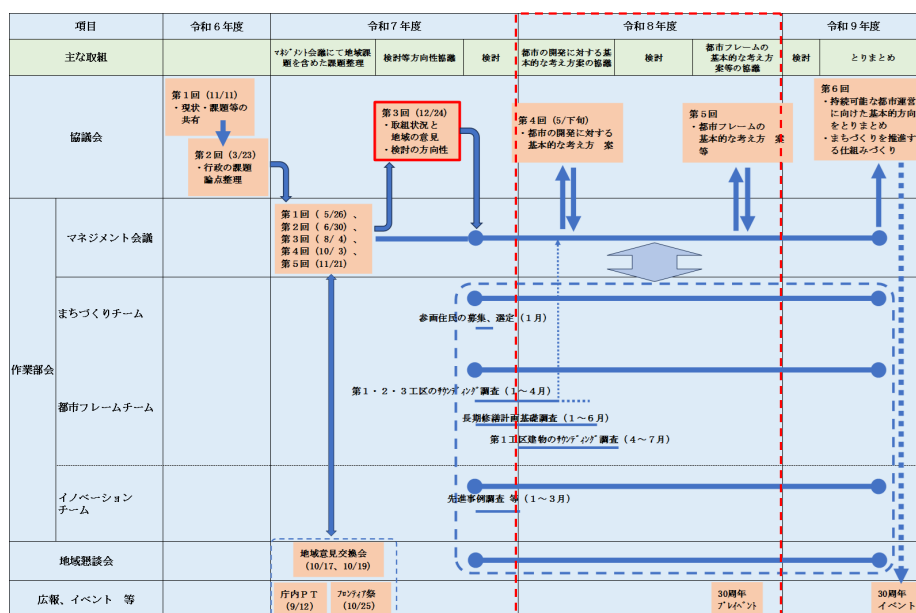 項目
令和６年度
令和７年度
令和８年度
令和９年度
主な取組
ﾏﾈｼﾞﾒﾝﾄ会議にて地域課
題を含めた課題整理
検討等方向性協議
検討
都市の開発に対する基
本的な考え方案の協議
検討
都市フレームの
基本的な考え方
案等の協議
検討
とりまとめ
協議会
第１回（11/11）
・現状・課題等の
共有
第２回（3/23）
・行政の課題
論点整理
第３回（12/24）
・取組状況と
地域の意見
・検討の方向性
第４回（5/下旬）
・都市の開発に対する
基本的な考え方　案
第５回
・都市フレームの
基本的な考え方　案
等
第６回
・持続可能な都市運営
に向けた基本的方向
をとりまとめ
・まちづくりを推進す
る仕組みづくり
作業部会
マネジメント会議
第１回（ 5/26）、
第２回（ 6/30）、
第３回（ 8/ 4）、
第４回（10/ 3）、
第５回（11/21）
まちづくりチーム
参画住民の募集、選定（１月）
都市フレームチーム
第１・２・３工区のｻｳﾝﾃﾞｨﾝｸﾞ調査（１～４月）
長期修繕計画基礎調査（１～６月）
第１工区建物のｻｳﾝﾃﾞｨﾝｸﾞ調査（４～７月）
イノベーション
チーム
先進事例調査 等（１～３月）
地域懇談会
地域意見交換会
（10/17、10/19）
広報、イベント　等
庁内ＰＴ
（9/12）
ﾌﾛﾝﾃｨｱ祭
（10/25）
30周年
ﾌﾟﾚｲﾍﾞﾝﾄ
30周年
イベント